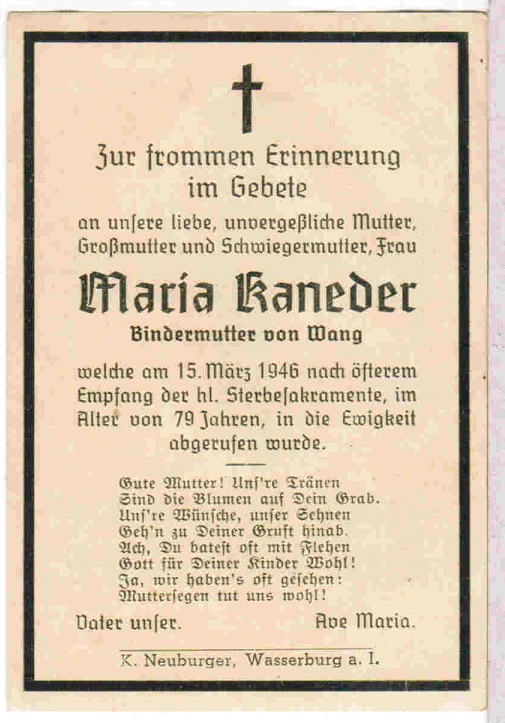 Zur frommen Erinnerung
im Gebete
an unsere liebe, unvergeßliche Mutter,
Großmutter und Schwiegermutter, Frau
Maria Kaneder
Bindermutter von Wang
welche am 15. März 1946 nach öfterem
Empfang der hl. Sterbesakramente, im
Alter von 79 Jahren, in die Ewigkeit
abgerufen wurde.
Gute Mutter! Uns're Tränen
Sind die Blumen auf Dein Grab.
Uns're Wünsche, unser Sehnen
Geh'n zu Deiner Gruft hinab.
Ach, Du batest oft mit Flehen
Gott für Deiner Kinder Wohl!
Ja, wir haben's oft gesehen:
Muttersegen tut uns wohl!
Vater unser. Ave Maria.
K. Neuburger, Wasserburg a. I.